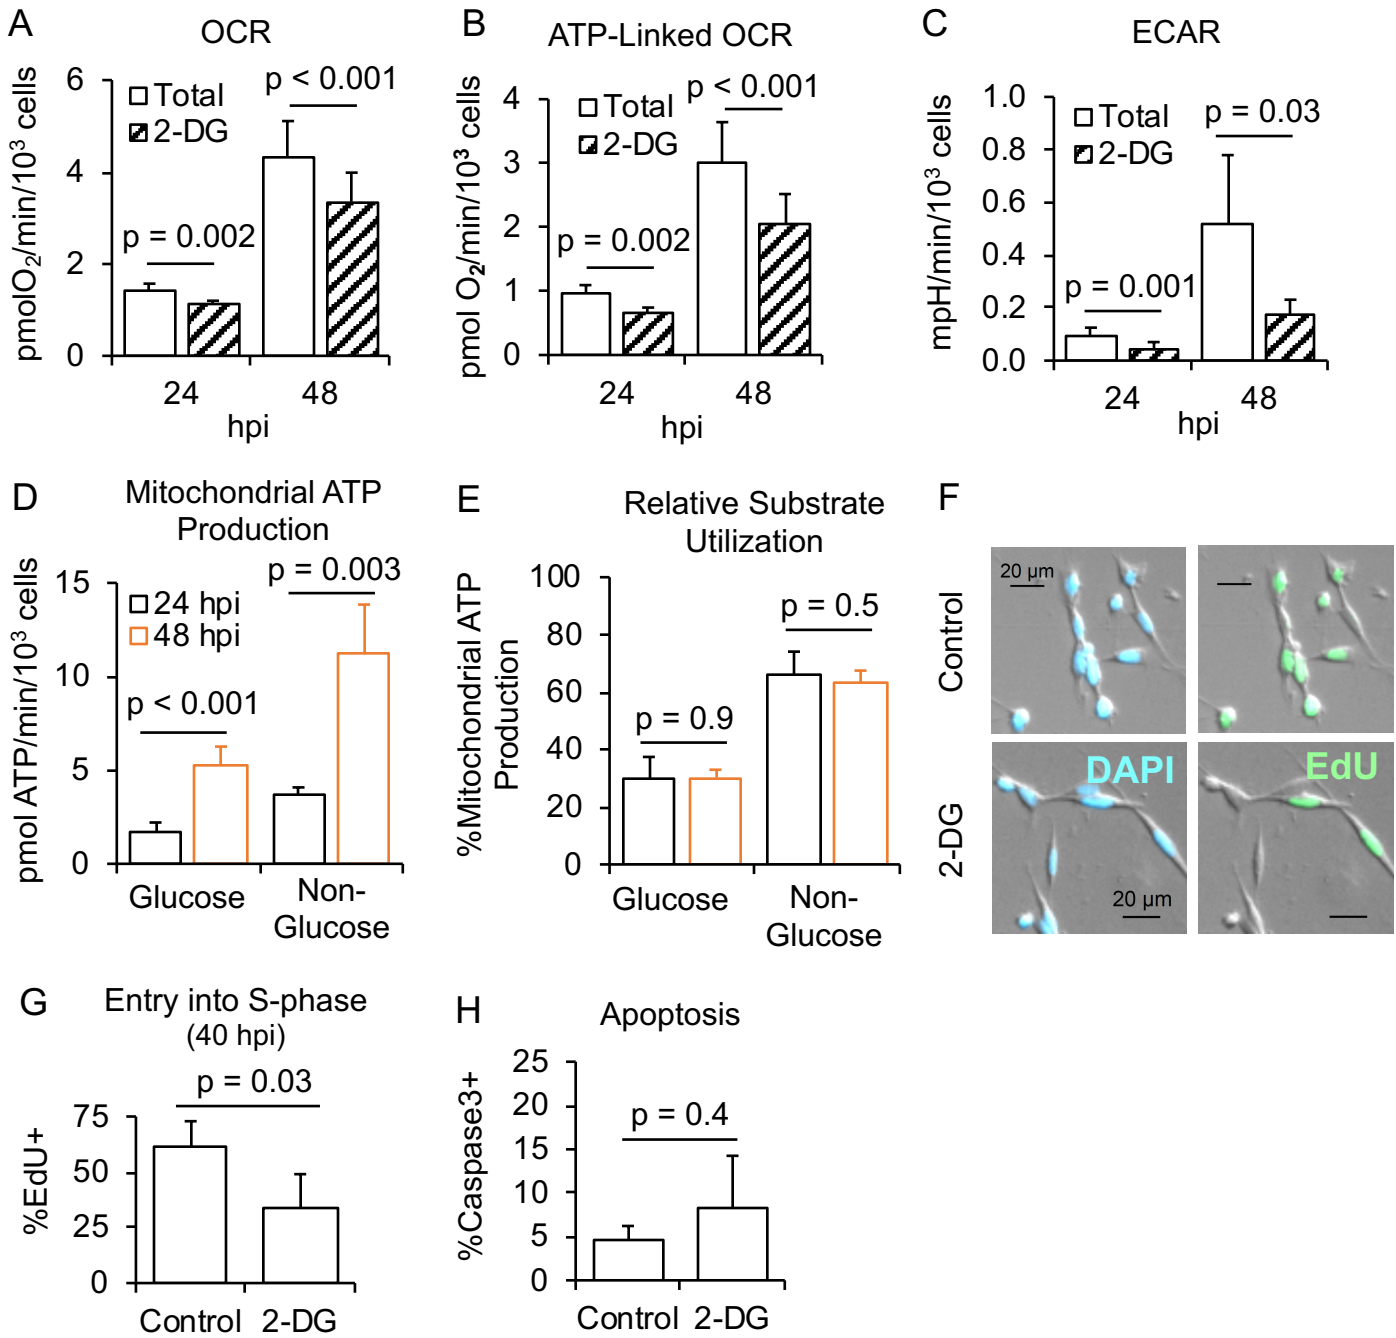 A
OCR
pmolO2/min/10³ cells
6
4
2
0
Total
2-DG
p < 0.001
p = 0.002
24
48
hpi
B
ATP-Linked OCR
pmol O2/min/10³ cells
4
3
2
1
0
Total
2-DG
p < 0.001
p = 0.002
24
48
hpi
C
ECAR
mpH/min/10³ cells
1.0
0.8
0.6
0.4
0.2
0.0
Total
2-DG
p = 0.03
p = 0.001
24
48
hpi
D
Mitochondrial ATP
Production
pmol ATP/min/10³ cells
15
10
5
0
24 hpi
48 hpi
p = 0.003
p < 0.001
Glucose
Non-
Glucose
E
Relative Substrate
Utilization
%Mitochondrial ATP
Production
100
80
60
40
20
0
p = 0.5
p = 0.9
Glucose
Non-
Glucose
F
Control
20 µm
2-DG
DAPI
EdU
20 µm
G
Entry into S-phase
(40 hpi)
p = 0.03
%EdU+
75
50
25
0
Control
2-DG
H
Apoptosis
%Caspase3+
25
20
15
10
5
0
p = 0.4
Control
2-DG